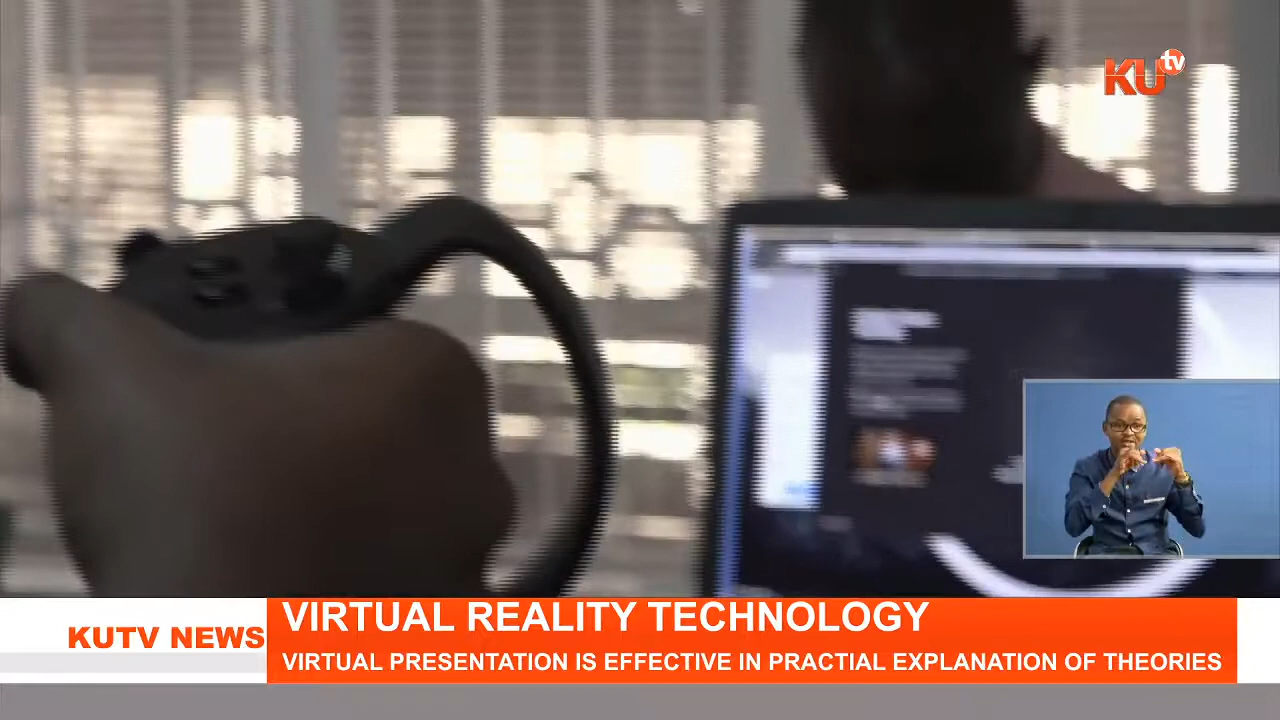 KU tv
VIRTUAL REALITY TECHNOLOGY
KUTV NEWS
VIRTUAL PRESENTATION IS EFFECTIVE IN PRACTIAL EXPLANATION OF THEORIES